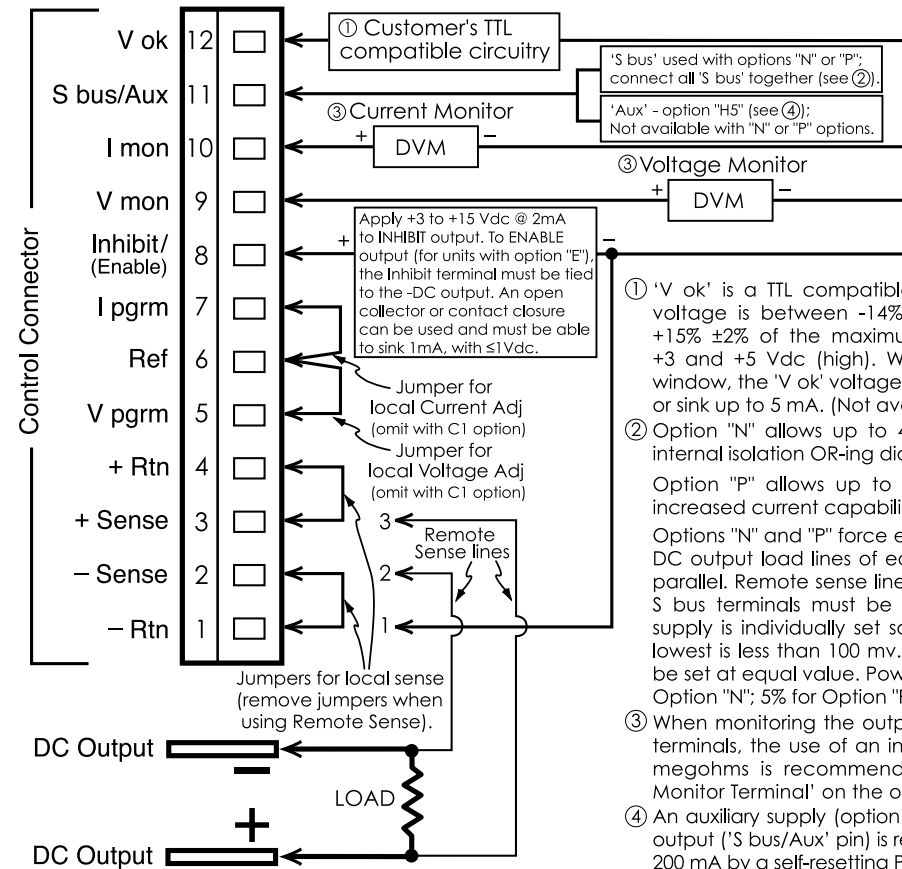 Control Connector
V ok 12
S bus/Aux 11
I mon 10
V mon 9
Inhibit/
(Enable) 8
I pgrm 7
Ref 6
V pgrm 5
+ Rtn 4
+ Sense 3
− Sense 2
− Rtn 1
① Customer's TTL
compatible circuitry
'S bus' used with options "N" or "P";
connect all 'S bus' together (see ②).
'Aux' - option "H5" (see ④);
Not available with "N" or "P" options.
③ Current Monitor
+ DVM −
③ Voltage Monitor
+ DVM −
+ −
Apply +3 to +15 Vdc @ 2mA
to INHIBIT output. To ENABLE
output (for units with option "E"),
the Inhibit terminal must be tied
to the -DC output. An open
collector or contact closure
can be used and must be able
to sink 1mA, with ≤1Vdc.
Jumper for
local Current Adj
(omit with C1 option)
Jumper for
local Voltage Adj
(omit with C1 option)
3
Remote
Sense lines
2
1
Jumpers for local sense
(remove jumpers when
using Remote Sense).
DC Output
−
LOAD
+
DC Output
① 'V ok' is a TTL compatible
voltage is between -14%
+15% ±2% of the maximu
+3 and +5 Vdc (high). W
window, the 'V ok' voltage
or sink up to 5 mA. (Not av
② Option "N" allows up to 4
internal isolation OR-ing dio
Option "P" allows up to
increased current capabili
Options "N" and "P" force e
DC output load lines of ec
parallel. Remote sense line
S bus terminals must be
supply is individually set so
lowest is less than 100 mv.
be set at equal value. Pow
Option "N"; 5% for Option "P
③ When monitoring the outp
terminals, the use of an in
megohms is recommend
Monitor Terminal' on the o
④ An auxiliary supply (option
output ('S bus/Aux' pin) is re
200 mA by a self-resetting P